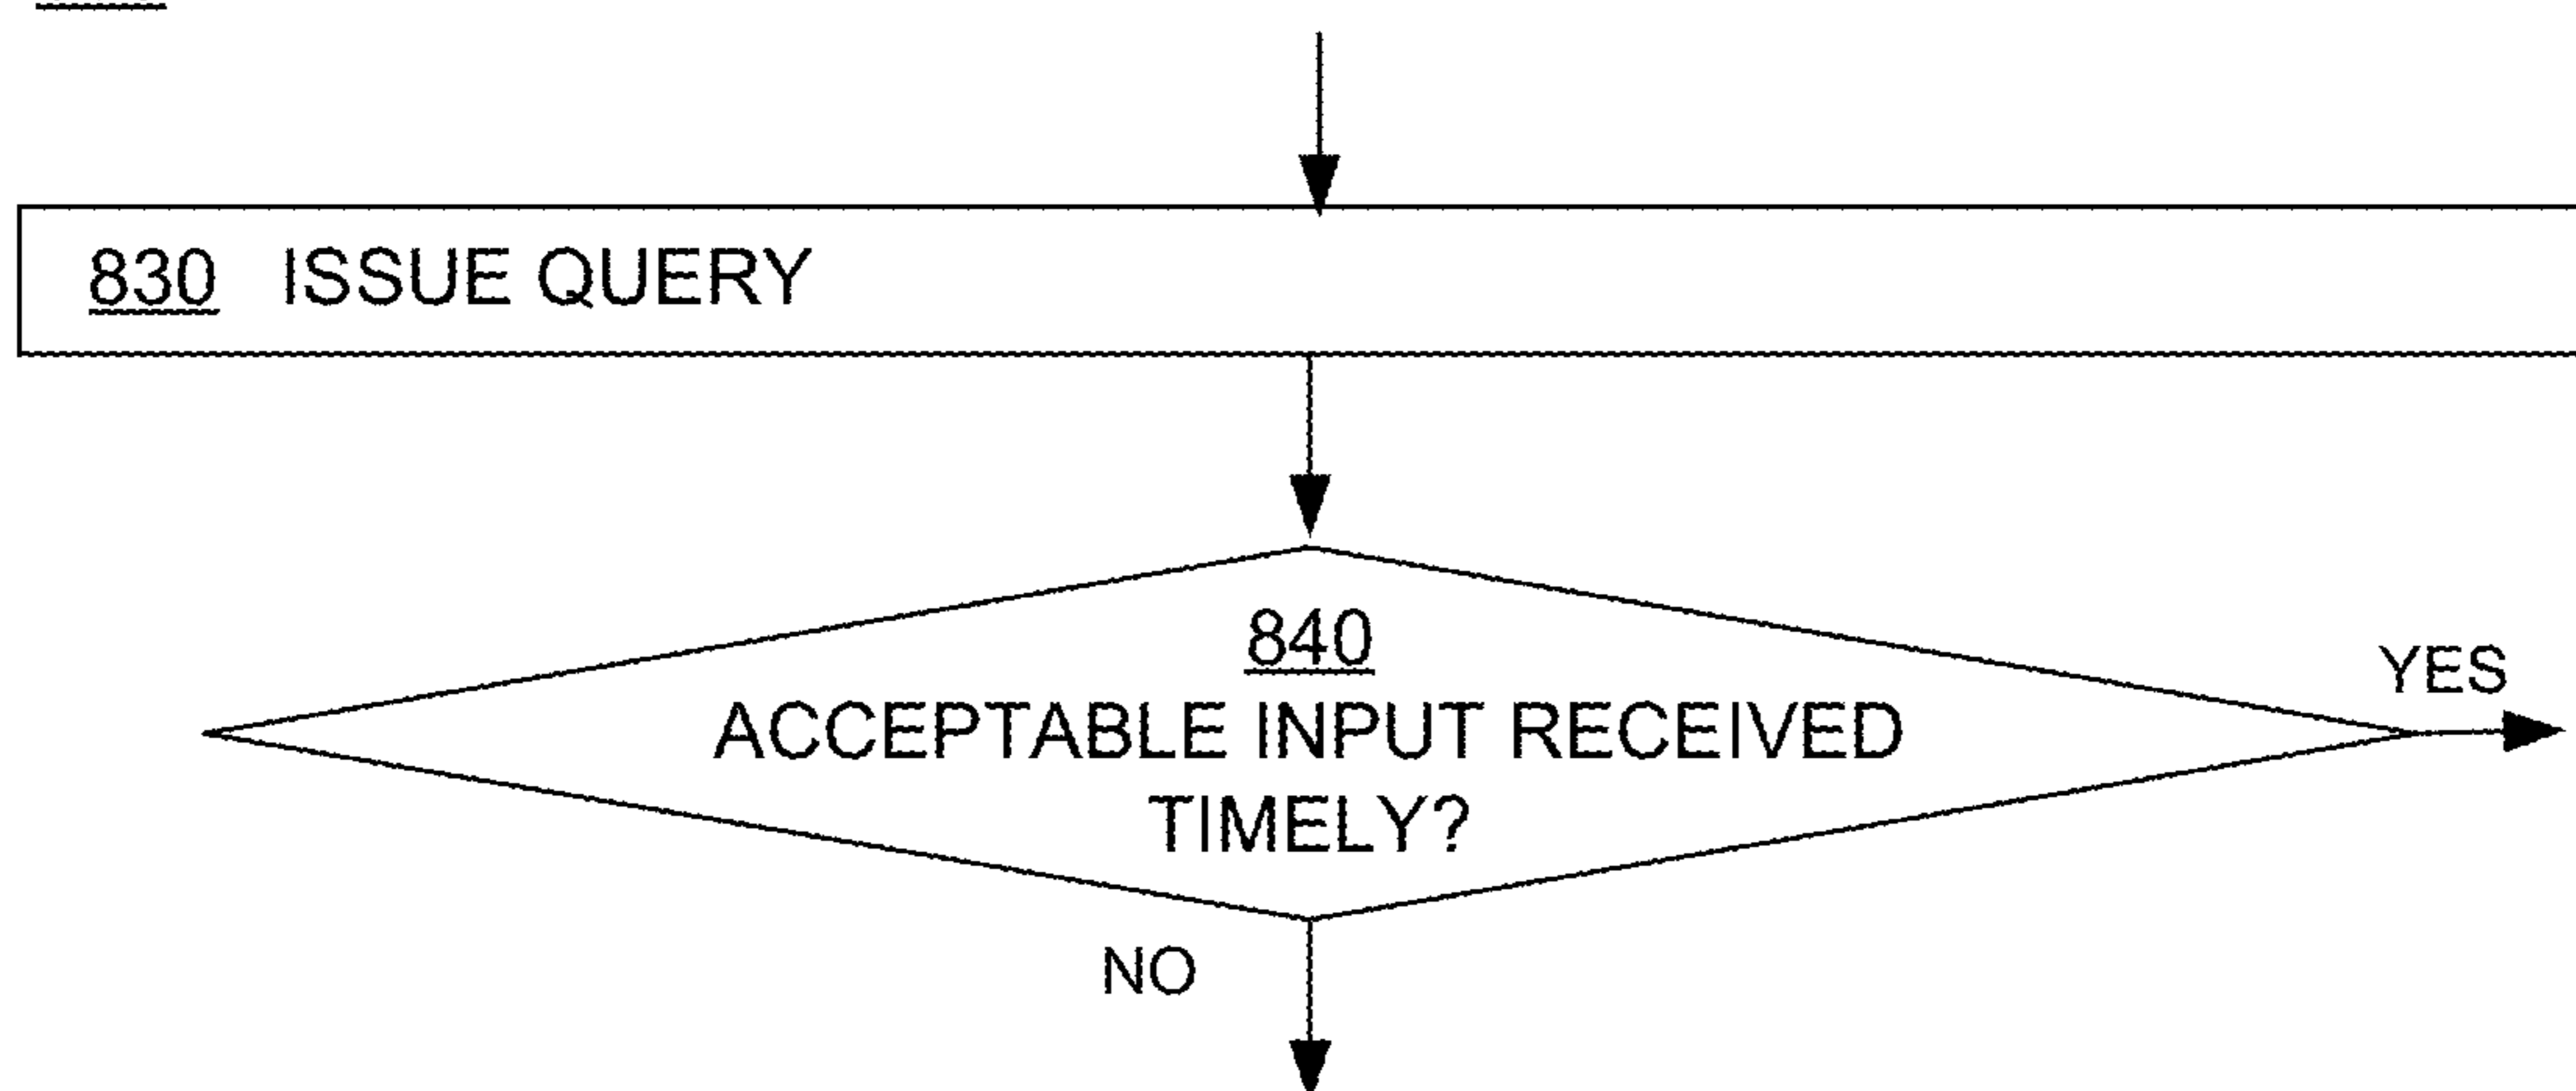 830 ISSUE QUERY
840
ACCEPTABLE INPUT RECEIVED
TIMELY?
YES
NO